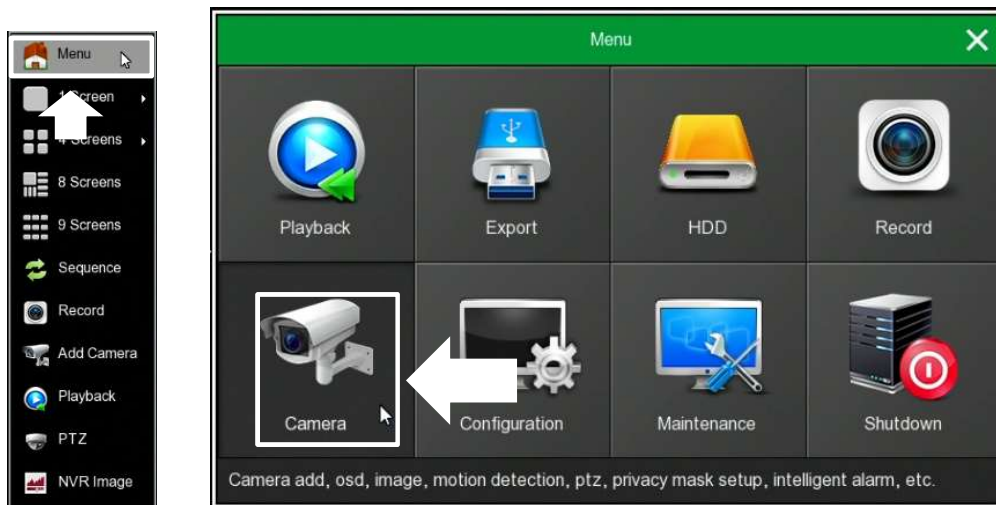 Menu
Screen
Screens
8 Screens
9 Screens
Sequence
Record
Add Camera
Playback
PTZ
NVR Image
Menu
Playback
Export
HDD
Record
Camera
Configuration
Maintenance
Shutdown
Camera add, osd, image, motion detection, ptz, privacy mask setup, intelligent alarm, etc.